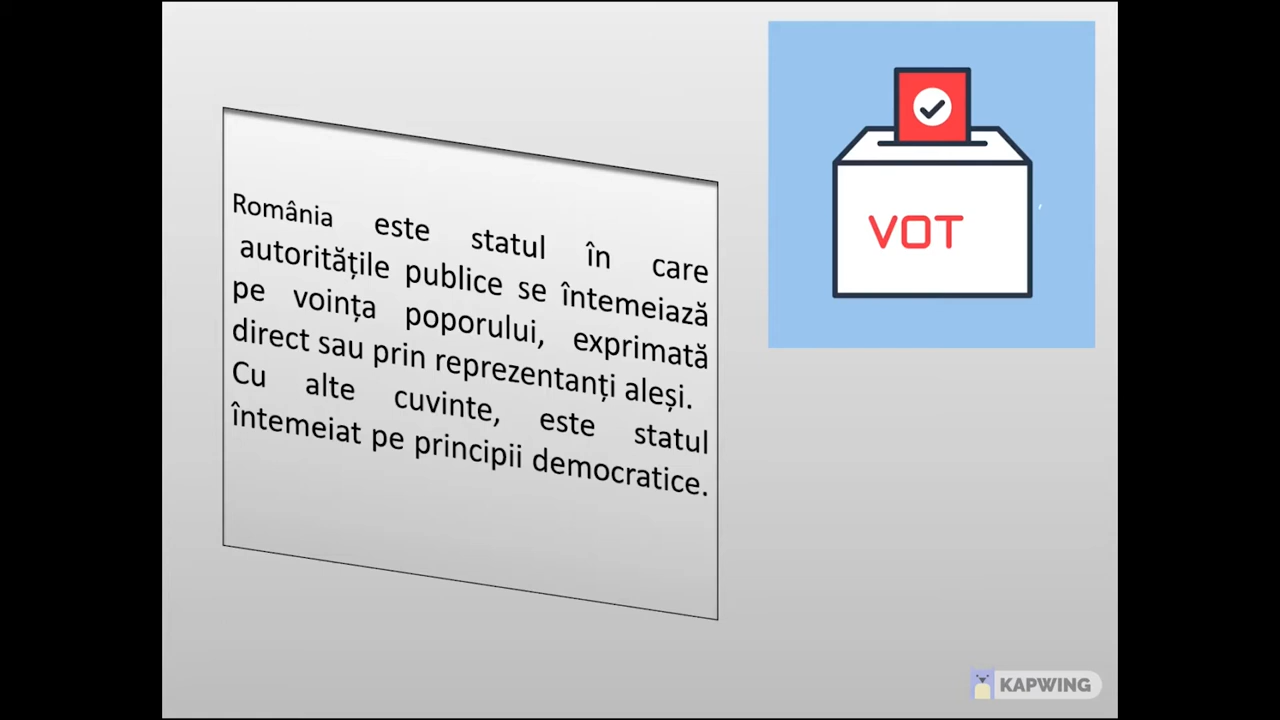 România este statul în care
autoritățile publice se întemeiază
pe voința poporului, exprimată
direct sau prin reprezentanți aleși.
Cu alte cuvinte, este statul
întemeiat pe principii democratice.
VOT
KAPWING